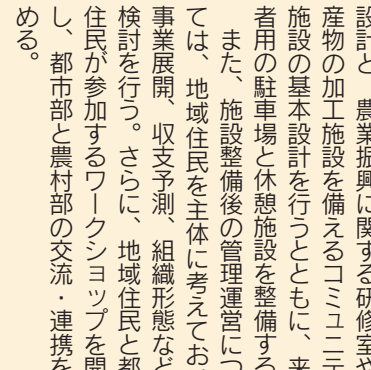 設計と、農業振興に関する研修室や
産物の加工施設を備えるコミュニテ
施設の基本設計を行うとともに、来
者用の駐車場と休憩施設を整備する
また、施設整備後の管理運営につ
ては、地域住民を主体に考えてお
事業展開、収支予測、組織形態など
検討を行う。さらに、地域住民と都
住民が参加するワークショップを開
し、都市部と農村部の交流・連携を
める。